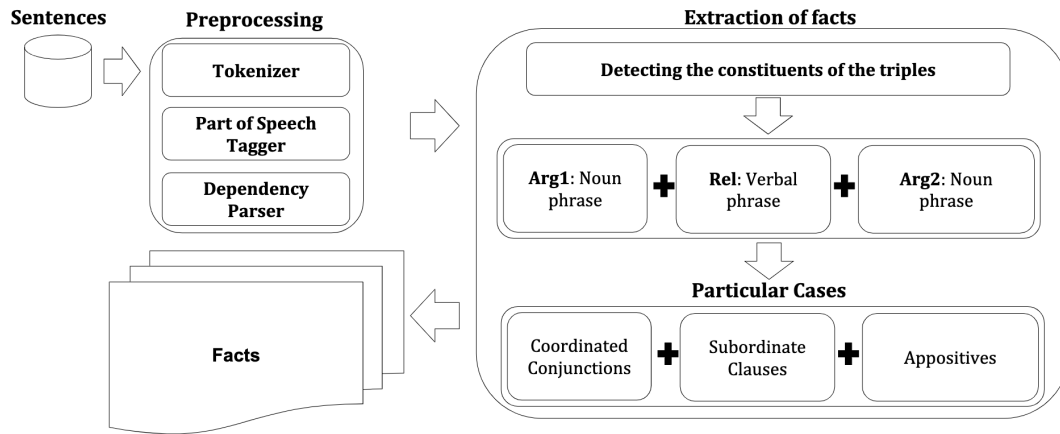 Sentences
Preprocessing
Tokenizer
Part of Speech
Tagger
Dependency
Parser
Extraction of facts
Detecting the constituents of the triples
Arg1: Noun
phrase
Rel: Verbal
phrase
Arg2: Noun
phrase
Particular Cases
Coordinated
Conjunctions
Subordinate
Clauses
Appositives
Facts